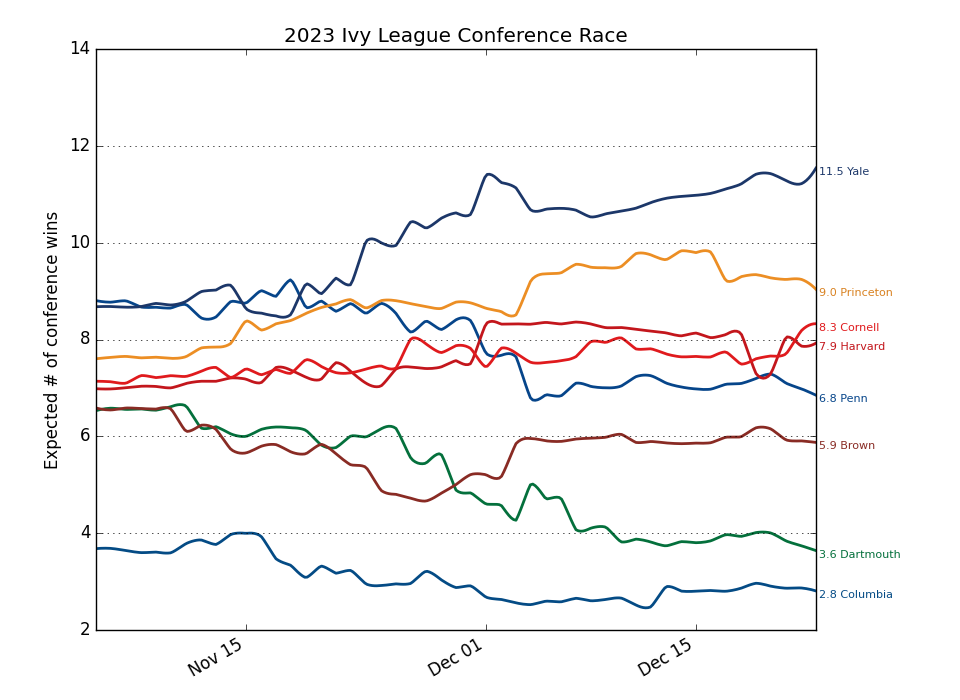 2023 Ivy League Conference Race
Expected # of conference wins
14
12
10
8
6
4
2
Nov 15
Dec 01
Dec 15
11.5 Yale
9.0 Princeton
8.3 Cornell
7.9 Harvard
6.8 Penn
5.9 Brown
3.6 Dartmouth
2.8 Columbia